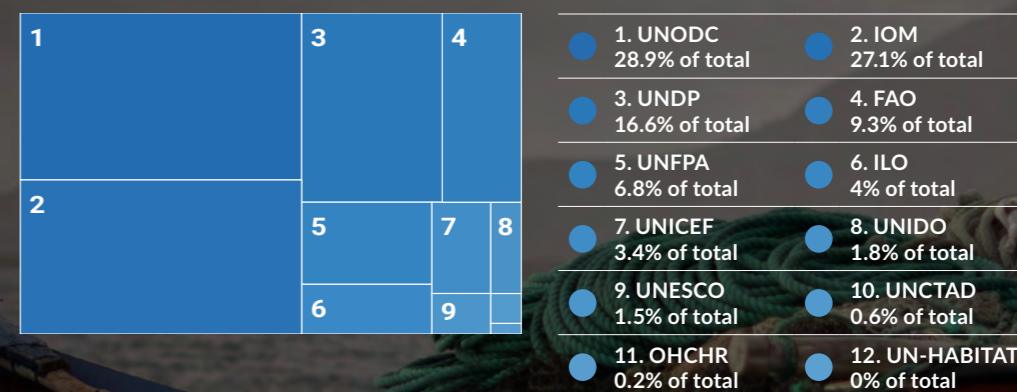 1
2
3
4
5
6
7
8
9
1. UNODC
28.9% of total
2. IOM
27.1% of total
3. UNDP
16.6% of total
4. FAO
9.3% of total
5. UNFPA
6.8% of total
6. ILO
4% of total
7. UNICEF
3.4% of total
8. UNIDO
1.8% of total
9. UNESCO
1.5% of total
10. UNCTAD
0.6% of total
11. OHCHR
0.2% of total
12. UN-HABITAT
0% of total